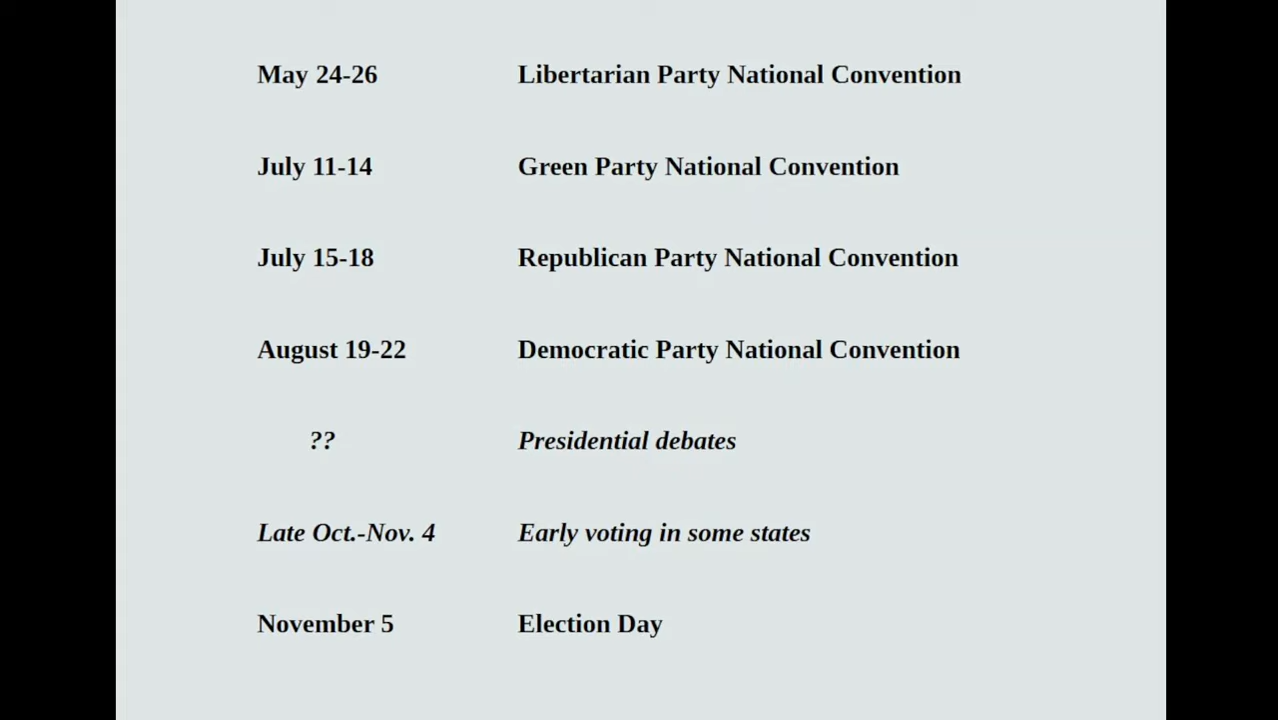 May 24-26 Libertarian Party National Convention
July 11-14 Green Party National Convention
July 15-18 Republican Party National Convention
August 19-22 Democratic Party National Convention
?? Presidential debates
Late Oct.-Nov. 4 Early voting in some states
November 5 Election Day